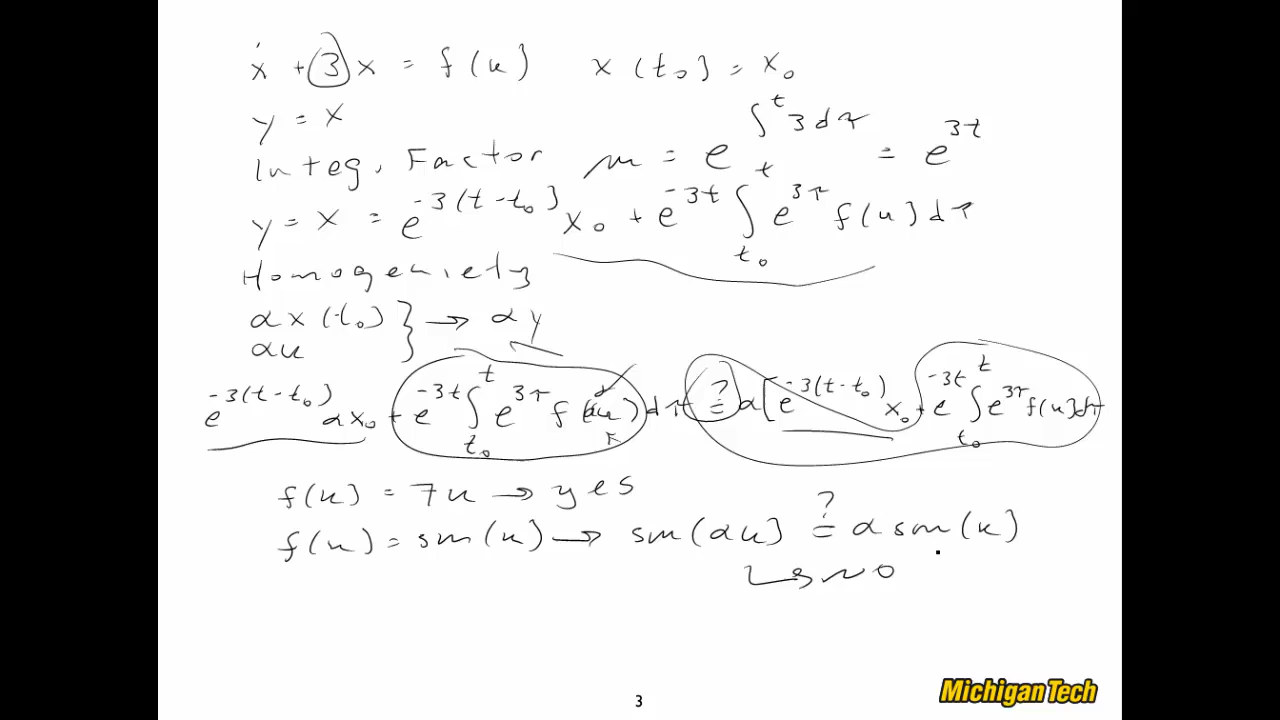 ẋ + 3x = f(u)   x(t₀) = x₀
y = x
Integ. Factor   μ = e^{∫_t^t 3dτ} = e^{3t}
y = x = e^{-3(t-t₀)} x₀ + e^{-3t} ∫_{t₀} e^{3τ} f(u) dτ
Homogeniety
αx(t₀) } → αy
αu
e^{-3(t-t₀)} αx₀ + e^{-3t} ∫_{t₀}^{t} e^{3τ} f(αu) dτ ≟ α[e^{-3(t-t₀)} x₀ + e^{-3t} ∫_{t₀}^{t} e^{3τ} f(u) dτ
f(u) = 7u → yes
f(u) = sin(u) → sin(αu) ≟ α sin(u)
↳ no
3
Michigan Tech